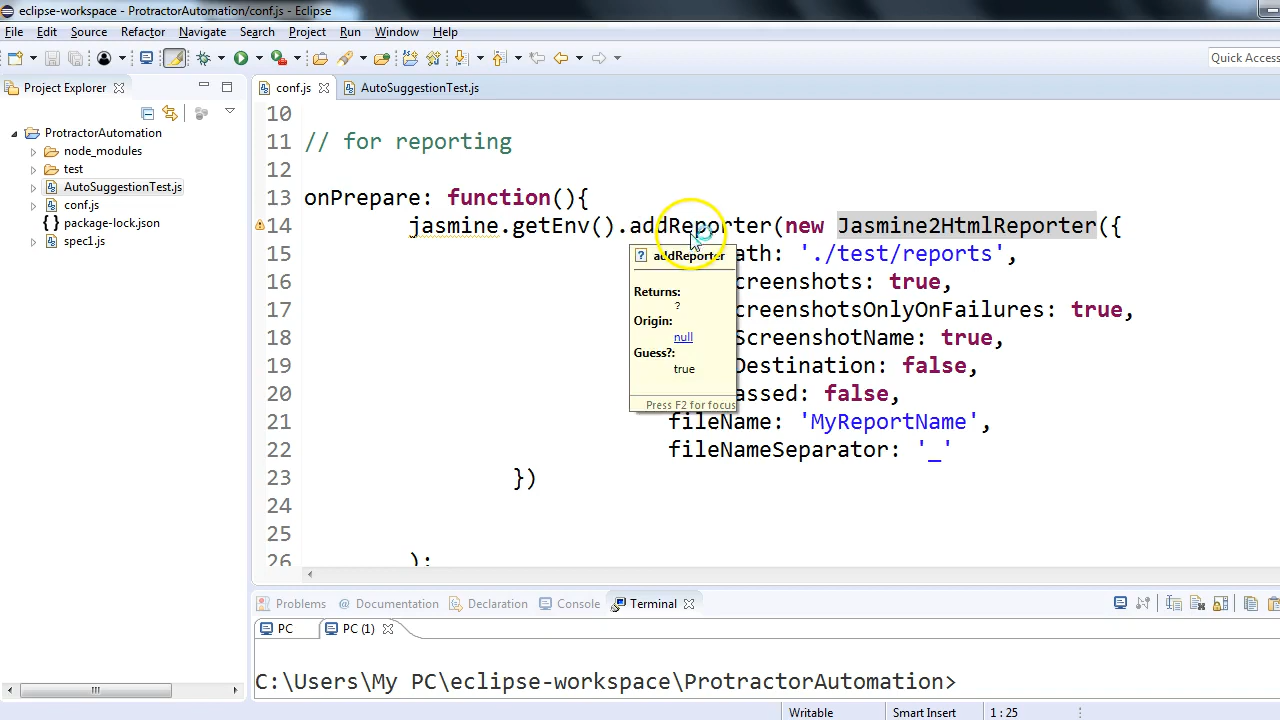 eclipse-workspace - ProtractorAutomation/conf.js - Eclipse
File Edit Source Refactor Navigate Search Project Run Window Help
Quick Access
Project Explorer
conf.js
AutoSuggestionTest.js
ProtractorAutomation
node_modules
test
AutoSuggestionTest.js
conf.js
package-lock.json
spec1.js
10
11 // for reporting
12
13 onPrepare: function(){
14 jasmine.getEnv().addReporter(new Jasmine2HtmlReporter({
15 ath: './test/reports',
16 creenshots: true,
17 creenshotsOnlyOnFailures: true,
18 ScreenshotName: true,
19 Destination: false,
20 assed: false,
21 fileName: 'MyReportName',
22 fileNameSeparator: '_'
23 })
24
25
26 );
addReporter
Returns:
?
Origin:
null
Guess?:
true
Press F2 for focus
Problems @ Documentation Declaration Console Terminal
PC PC (1)
C:\Users\My PC\eclipse-workspace\ProtractorAutomation>
Writable Smart Insert 1 : 25